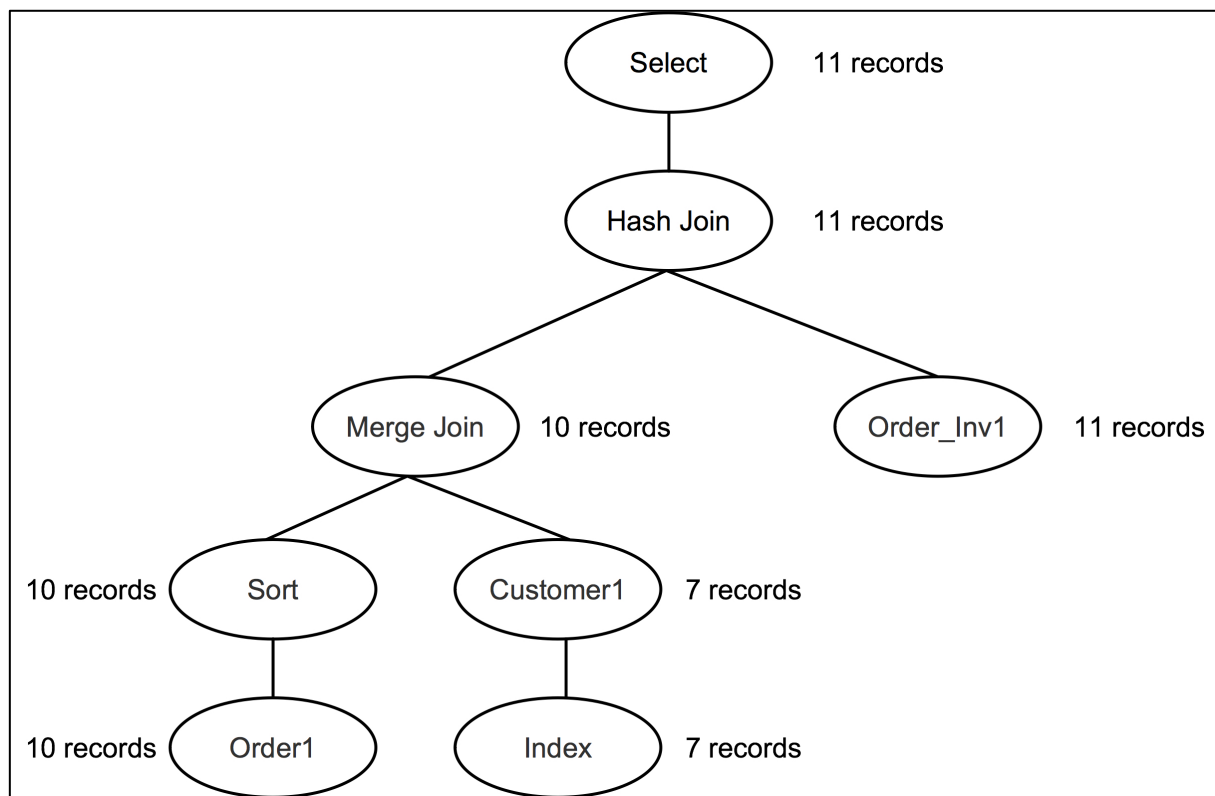 Select
11 records
Hash Join
11 records
Merge Join
10 records
Order_Inv1
11 records
10 records
Sort
Customer1
7 records
10 records
Order1
Index
7 records